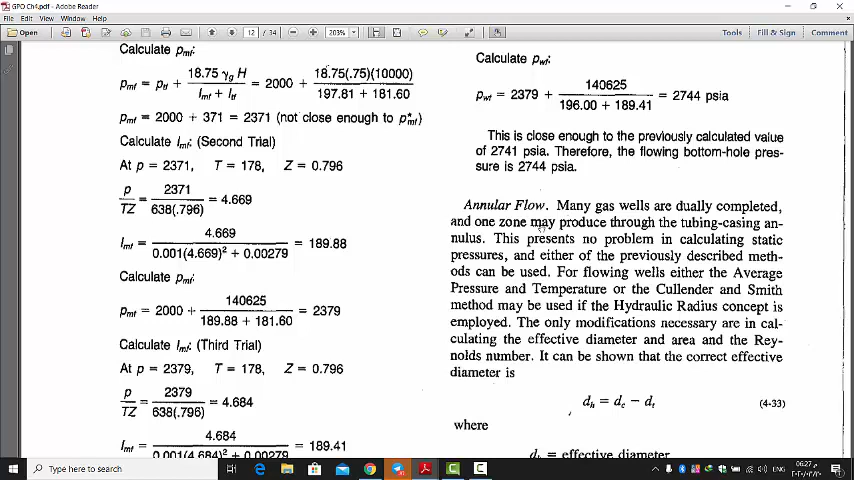 GPO Ch4.pdf - Adobe Reader
File Edit View Window Help
Open 12 / 34 203% Tools Fill & Sign Comment
Calculate pmf:
pmf = ptf + 18.75 γg H / Imf + Itf = 2000 + 18.75(.75)(10000) / 197.81 + 181.60
pmf = 2000 + 371 = 2371 (not close enough to p*mf)
Calculate Imf: (Second Trial)
At p = 2371, T = 178, Z = 0.796
p / TZ = 2371 / 638(.796) = 4.669
Imf = 4.669 / 0.001(4.669)² + 0.00279 = 189.88
Calculate pmf:
pmf = 2000 + 140625 / 189.88 + 181.60 = 2379
Calculate Imf: (Third Trial)
At p = 2379, T = 178, Z = 0.796
p / TZ = 2379 / 638(.796) = 4.684
Imf = 4.684 / 0.001(4.684)² + 0.00279 = 189.41
Calculate pwf:
pwf = 2379 + 140625 / 196.00 + 189.41 = 2744 psia
This is close enough to the previously calculated value
of 2741 psia. Therefore, the flowing bottom-hole pres-
sure is 2744 psia.
Annular Flow. Many gas wells are dually completed,
and one zone may produce through the tubing-casing an-
nulus. This presents no problem in calculating static
pressures, and either of the previously described meth-
ods can be used. For flowing wells either the Average
Pressure and Temperature or the Cullender and Smith
method may be used if the Hydraulic Radius concept is
employed. The only modifications necessary are in cal-
culating the effective diameter and area and the Rey-
nolds number. It can be shown that the correct effective
diameter is
dh = dc − dt (4-33)
where
dh = effective diameter
Type here to search
ENG
06:27 م